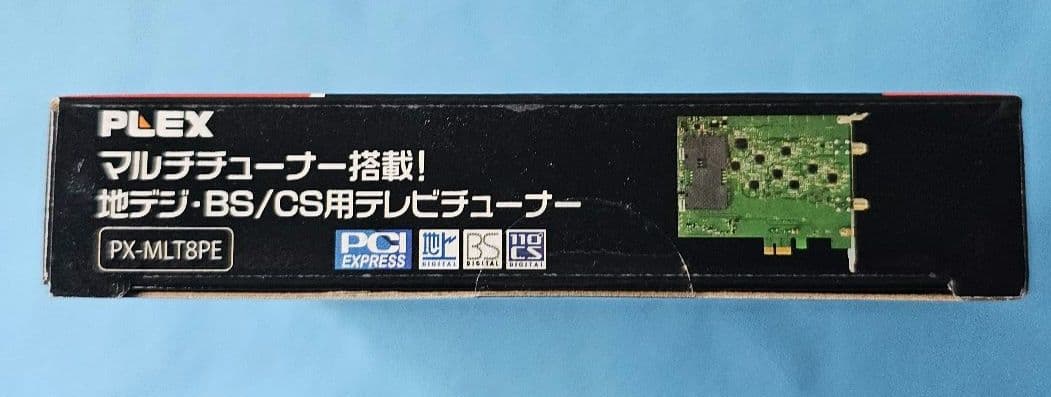 PLEX
マルチチューナー搭載!
地デジ・BS/CS用テレビチューナー
PX-MLT8PE
PCI EXPRESS
地上 DIGITAL
BS DIGITAL
110°CS DIGITAL